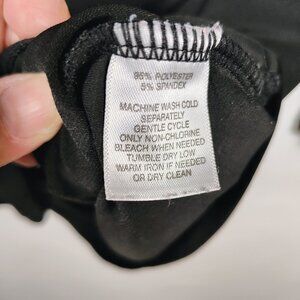 95% POLYESTER
5% SPANDEX
MACHINE WASH COLD
SEPARATELY
GENTLE CYCLE
ONLY NON-CHLORINE
BLEACH WHEN NEEDED
TUMBLE DRY LOW
WARM IRON IF NEEDED
OR DRY CLEAN